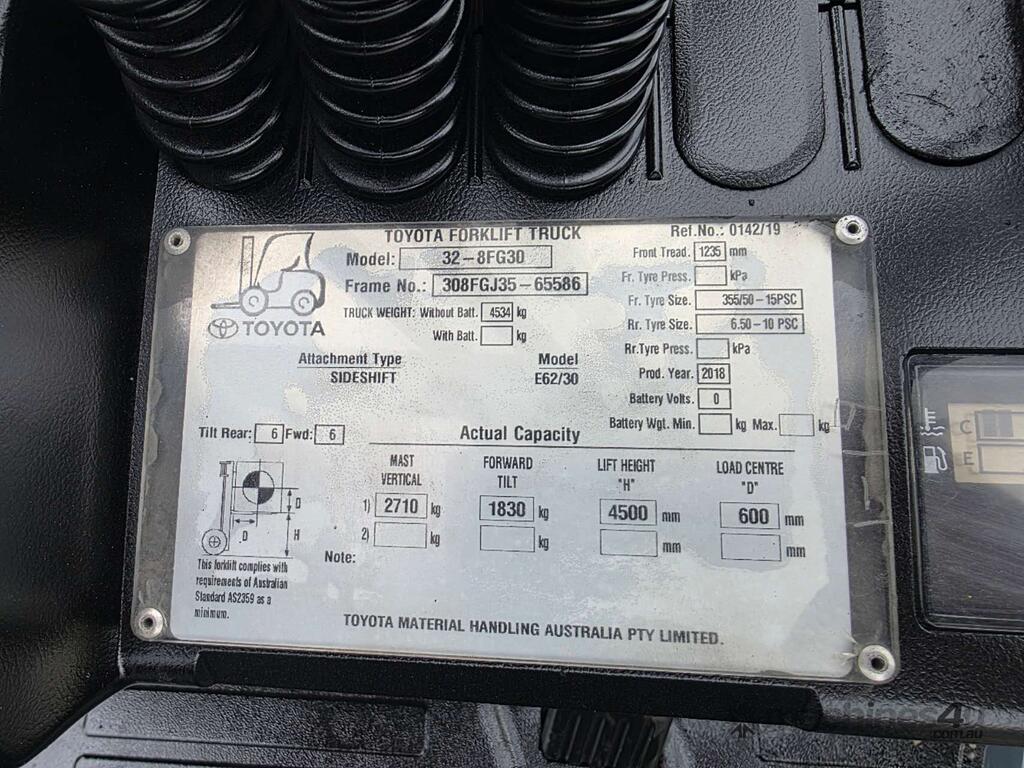 TOYOTA FORKLIFT TRUCK
Ref.No.: 0142/19
Model: 32-8FG30
Frame No.: 308FGJ35-65586
TRUCK WEIGHT: Without Batt. 4534 kg
With Batt. kg
TOYOTA
Front Tread. 1235 mm
Fr. Tyre Press. kPa
Fr. Tyre Size. 355/50-15PSC
Rr. Tyre Size. 6.50-10 PSC
Rr. Tyre Press. kPa
Prod. Year. 2018
Battery Volts. 0
Battery Wgt. Min. kg Max. kg
Attachment Type Model
SIDESHIFT E62/30
Tilt Rear: 6 Fwd: 6
Actual Capacity
MAST VERTICAL
FORWARD TILT
LIFT HEIGHT "H"
LOAD CENTRE "D"
1) 2710 kg 1830 kg 4500 mm 600 mm
2) kg kg mm mm
D
D H
Note:
This forklift complies with
requirements of Australian
Standard AS2359 as a
minimum.
TOYOTA MATERIAL HANDLING AUSTRALIA PTY LIMITED.
C
E
machines4u
.com.au